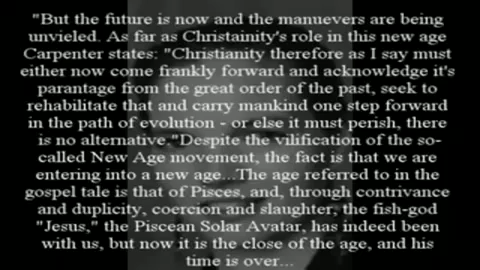 "But the future is now and the manuevers are being
unvieled. As far as Christainity's role in this new age
Carpenter states: "Christianity therefore as I say must
either now come frankly forward and acknowledge it's
parantage from the great order of the past, seek to
rehabilitate that and carry mankind one step forward
in the path of evolution - or else it must perish, there
is no alternative."Despite the vilification of the so-
called New Age movement, the fact is that we are
entering into a new age...The age referred to in the
gospel tale is that of Pisces, and, through contrivance
and duplicity, coercion and slaughter, the fish-god
"Jesus," the Piscean Solar Avatar, has indeed been
with us, but now it is the close of the age, and his
time is over...